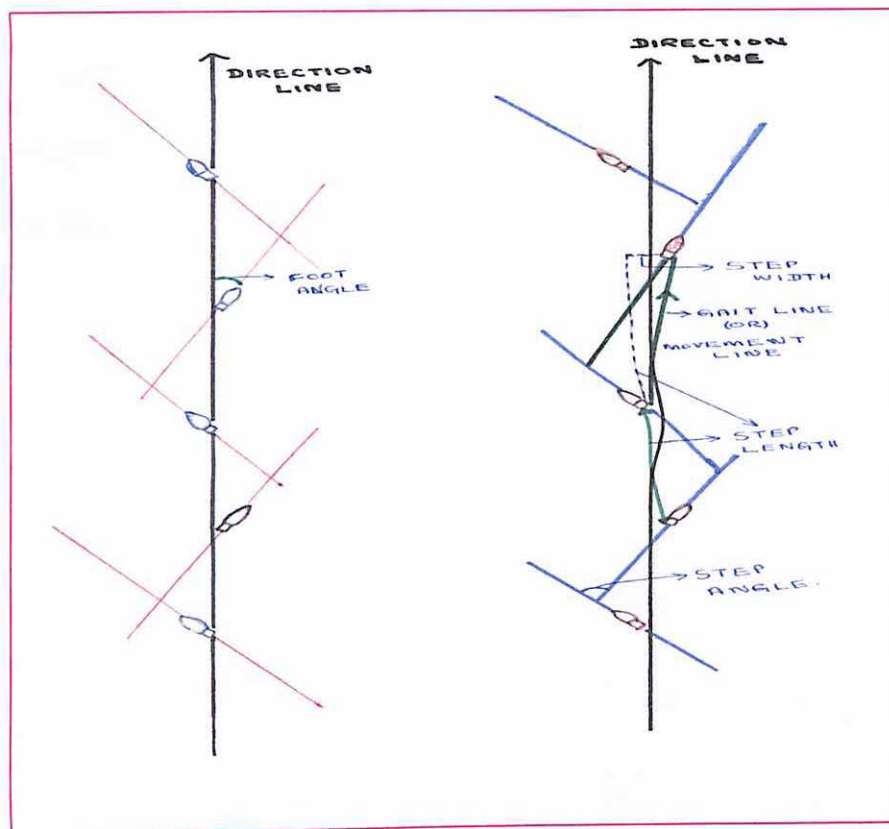 DIRECTION
LINE
FOOT
ANGLE
DIRECTION
LINE
STEP
WIDTH
GAIT LINE
(OR)
MOVEMENT
LINE
STEP
LENGTH
STEP
ANGLE.